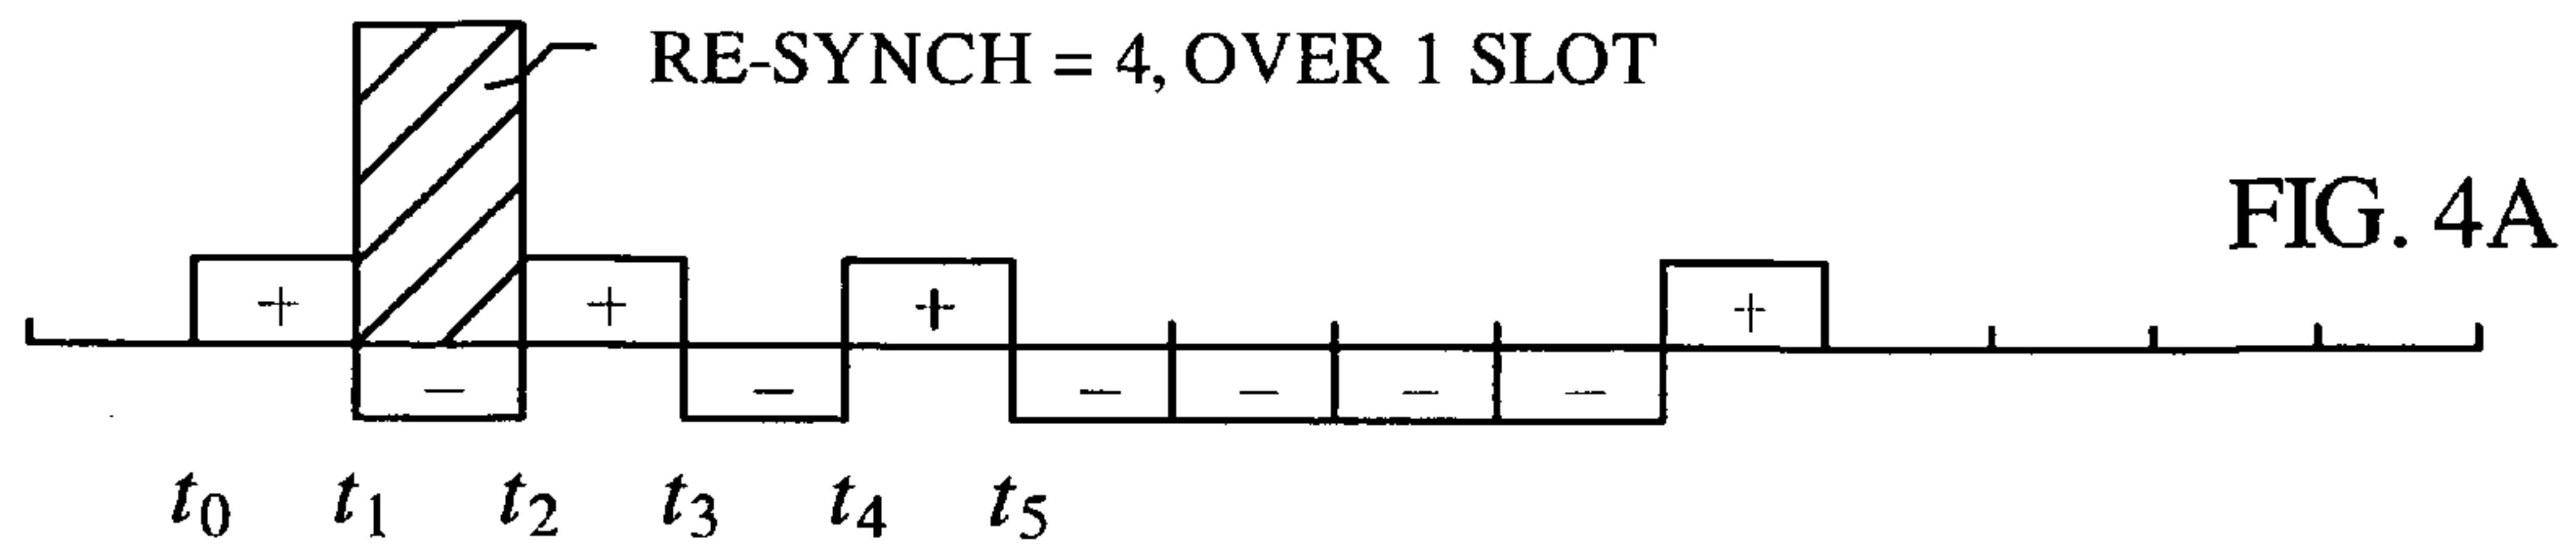 RE-SYNCH = 4, OVER 1 SLOT
FIG. 4A
+ + + +
− − − − − −
t0 t1 t2 t3 t4 t5